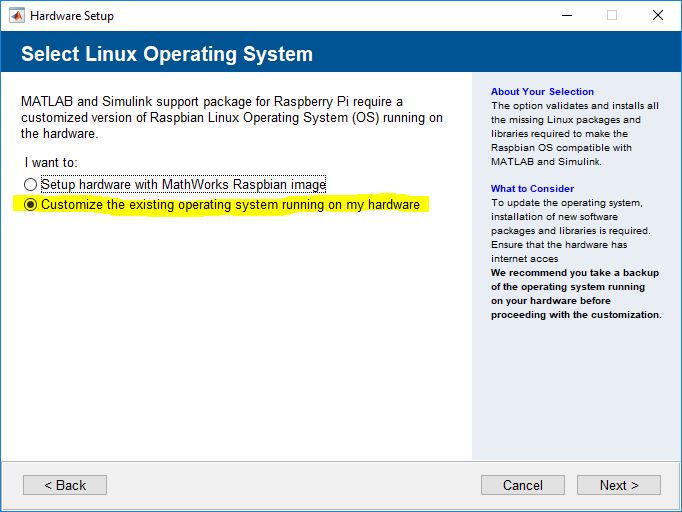 Hardware Setup
Select Linux Operating System
MATLAB and Simulink support package for Raspberry Pi require a
customized version of Raspbian Linux Operating System (OS) running on
the hardware.
I want to:
Setup hardware with MathWorks Raspbian image
Customize the existing operating system running on my hardware
About Your Selection
The option validates and installs all
the missing Linux packages and
libraries required to make the
Raspbian OS compatible with
MATLAB and Simulink.
What to Consider
To update the operating system,
installation of new software
packages and libraries is required.
Ensure that the hardware has
internet acces
We recommend you take a backup
of the operating system running
on your hardware before
proceeding with the customization.
< Back
Cancel
Next >